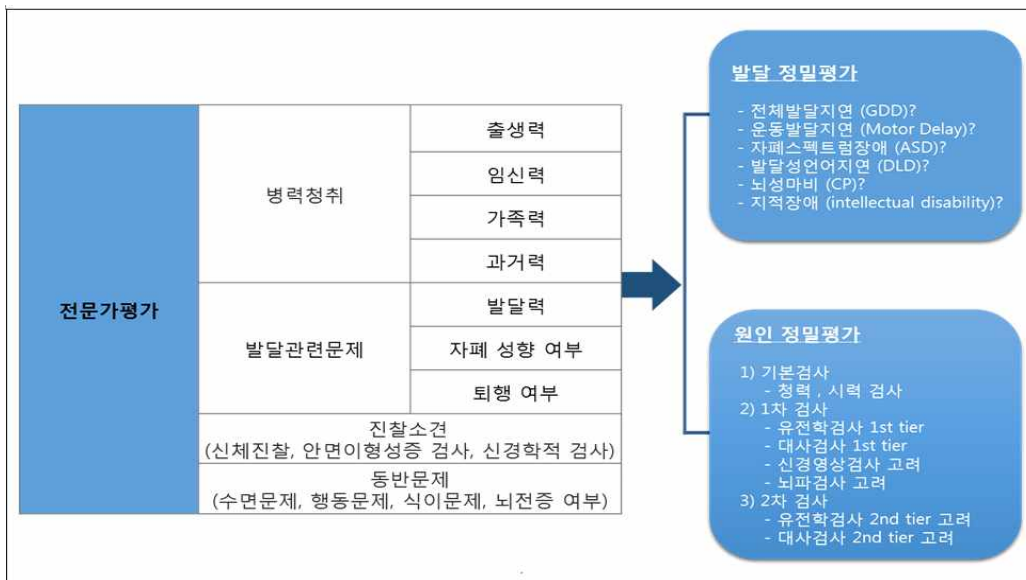 전문가평가
병력청취
출생력
임신력
가족력
과거력
발달관련문제
발달력
자폐 성향 여부
퇴행 여부
진찰소견
(신체진찰, 안면이형성증 검사, 신경학적 검사)
동반문제
(수면문제, 행동문제, 식이문제, 뇌전증 여부)
발달 정밀평가
- 전체발달지연 (GDD)?
- 운동발달지연 (Motor Delay)?
- 자폐스펙트럼장애 (ASD)?
- 발달성언어지연 (DLD)?
- 뇌성마비 (CP)?
- 지적장애 (intellectual disability)?
원인 정밀평가
1) 기본검사
- 청력 , 시력 검사
2) 1차 검사
- 유전학검사 1st tier
- 대사검사 1st tier
- 신경영상검사 고려
- 뇌파검사 고려
3) 2차 검사
- 유전학검사 2nd tier 고려
- 대사검사 2nd tier 고려